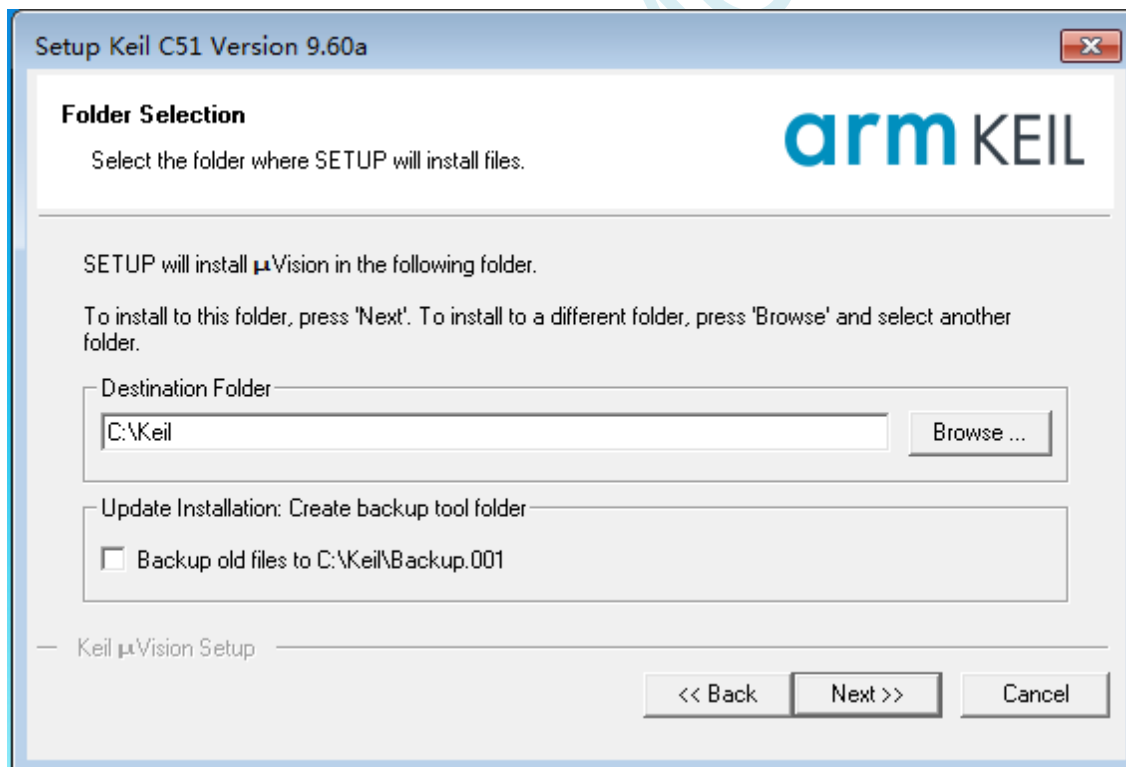 Setup Keil C51 Version 9.60a
Folder Selection
Select the folder where SETUP will install files.
arm KEIL
SETUP will install µVision in the following folder.
To install to this folder, press 'Next'. To install to a different folder, press 'Browse' and select another
folder.
Destination Folder
C:\Keil
Browse ...
Update Installation: Create backup tool folder
Backup old files to C:\Keil\Backup.001
Keil µVision Setup
<< Back
Next >>
Cancel